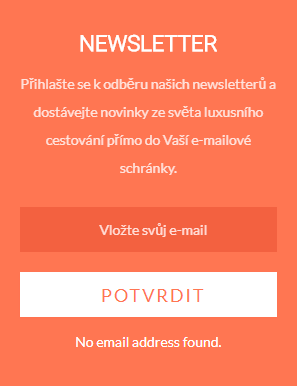 NEWSLETTER
Přihlašte se k odběru našich newsletterů a
dostávejte novinky ze světa luxusního
cestování přímo do Vaší e-mailové
schránky.
Vložte svůj e-mail
POTVRDIT
No email address found.